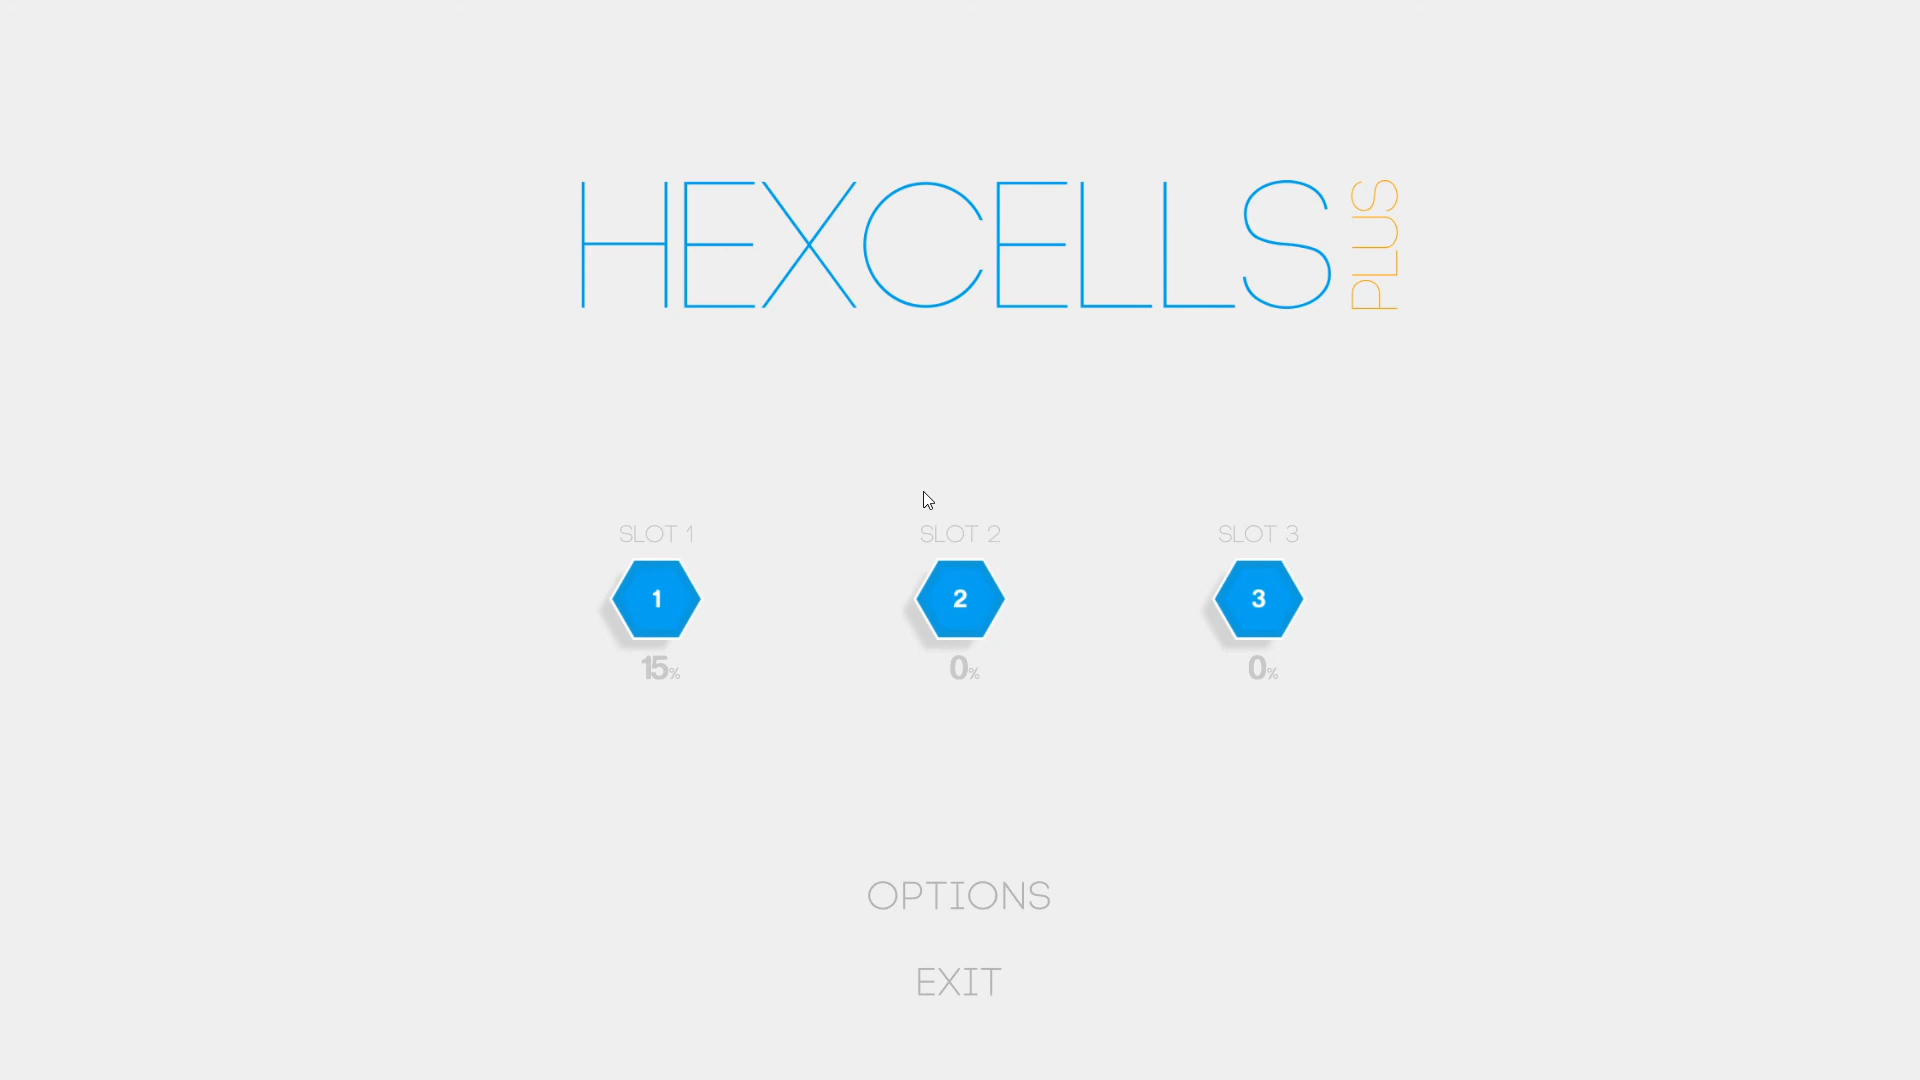 HEXCELLS PLUS
SLOT 1
SLOT 2
SLOT 3
1
2
3
15%
0%
0%
OPTIONS
EXIT